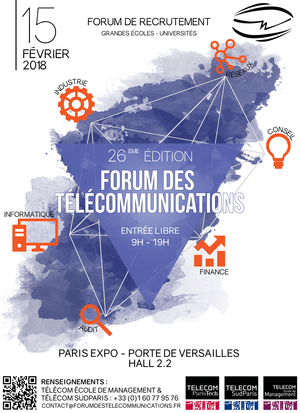 15
FÉVRIER
2018
FORUM DE RECRUTEMENT
GRANDES ÉCOLES - UNIVERSITÉS
INDUSTRIE
RÉSEAUX
CONSEIL
26 ÈME ÉDITION
FORUM DES
TÉLÉCOMMUNICATIONS
ENTRÉE LIBRE
9H - 19H
INFORMATIQUE
FINANCE
AUDIT
PARIS EXPO - PORTE DE VERSAILLES
HALL 2.2
RENSEIGNEMENTS :
TÉLÉCOM ÉCOLE DE MANAGEMENT &
TÉLÉCOM SUDPARIS : +33 (0)1 60 77 95 76
CONTACT@FORUMDESTELECOMMUNICATIONS.FR
TELECOM
ParisTech
TELECOM
SudParis
TELECOM
École de
Management